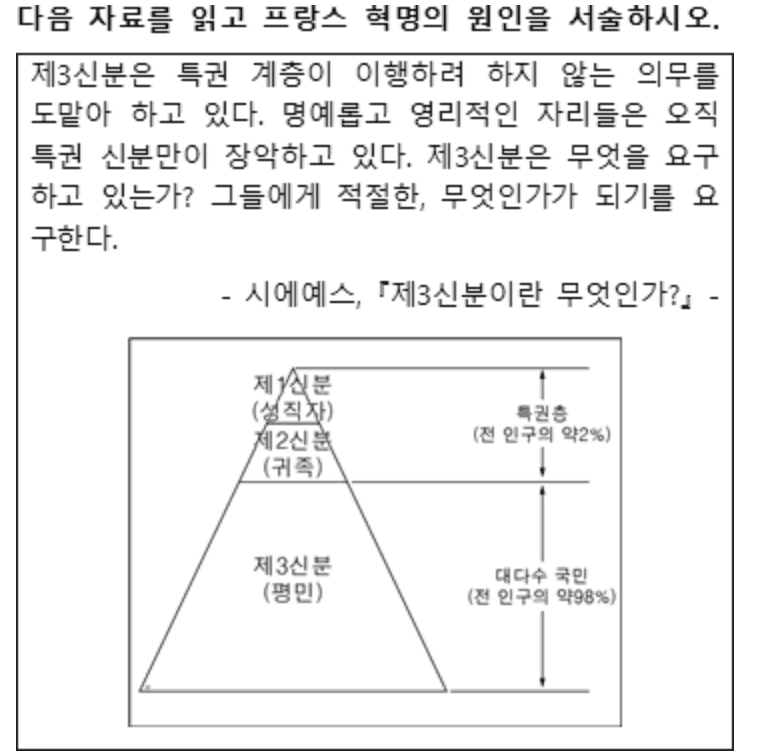 다음 자료를 읽고 프랑스 혁명의 원인을 서술하시오.
제3신분은 특권 계층이 이행하려 하지 않는 의무를
도맡아 하고 있다. 명예롭고 영리적인 자리들은 오직
특권 신분만이 장악하고 있다. 제3신분은 무엇을 요구
하고 있는가? 그들에게 적절한, 무엇인가가 되기를 요
구한다.
- 시에예스, 『제3신분이란 무엇인가?』 -
제1신분
(성직자)
특권층
(전 인구의 약2%)
제2신분
(귀족)
제3신분
(평민)
대다수 국민
(전 인구의 약98%)